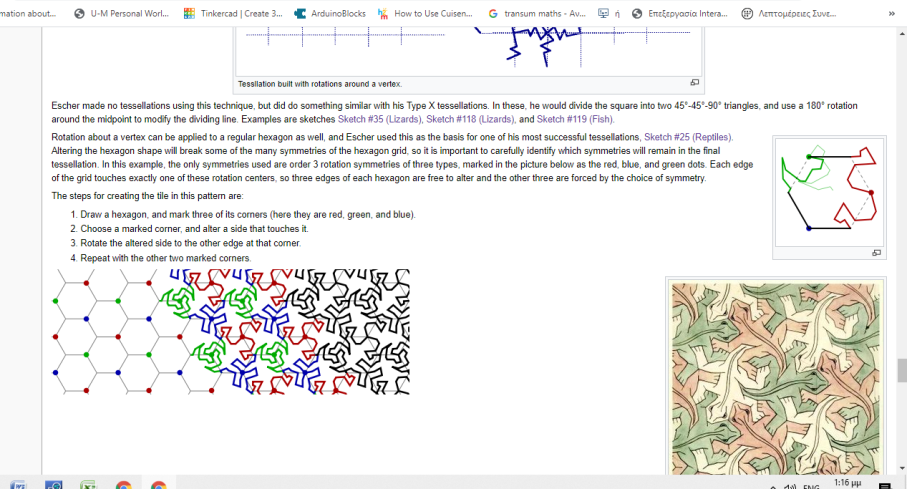 mation about...
U-M Personal Worl...
Tinkercad | Create 3...
ArduinoBlocks
How to Use Cuisen...
transum maths - Av...
ή
Επεξεργασία Intera...
Λεπτομέρειες Συνε...
»
Tessilation built with rotations around a vertex.
Escher made no tessellations using this technique, but did do something similar with his Type X tessellations. In these, he would divide the square into two 45°-45°-90° triangles, and use a 180° rotation
around the midpoint to modify the dividing line. Examples are sketches Sketch #35 (Lizards), Sketch #118 (Lizards), and Sketch #119 (Fish).
Rotation about a vertex can be applied to a regular hexagon as well, and Escher used this as the basis for one of his most successful tessellations, Sketch #25 (Reptiles).
Altering the hexagon shape will break some of the many symmetries of the hexagon grid, so it is important to carefully identify which symmetries will remain in the final
tessellation. In this example, the only symmetries used are order 3 rotation symmetries of three types, marked in the picture below as the red, blue, and green dots. Each edge
of the grid touches exactly one of these rotation centers, so three edges of each hexagon are free to alter and the other three are forced by the choice of symmetry.
The steps for creating the tile in this pattern are:
1. Draw a hexagon, and mark three of its corners (here they are red, green, and blue).
2. Choose a marked corner, and alter a side that touches it.
3. Rotate the altered side to the other edge at that corner.
4. Repeat with the other two marked corners.
ENG
1:16 μμ